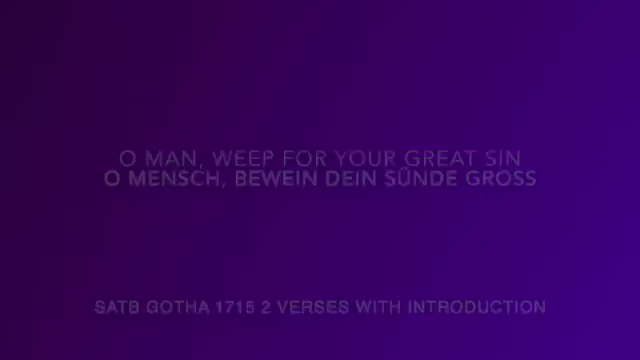 O MAN, WEEP FOR YOUR GREAT SIN
O MENSCH, BEWEIN DEIN SÜNDE GROSS
SATB GOTHA 1715 2 VERSES WITH INTRODUCTION